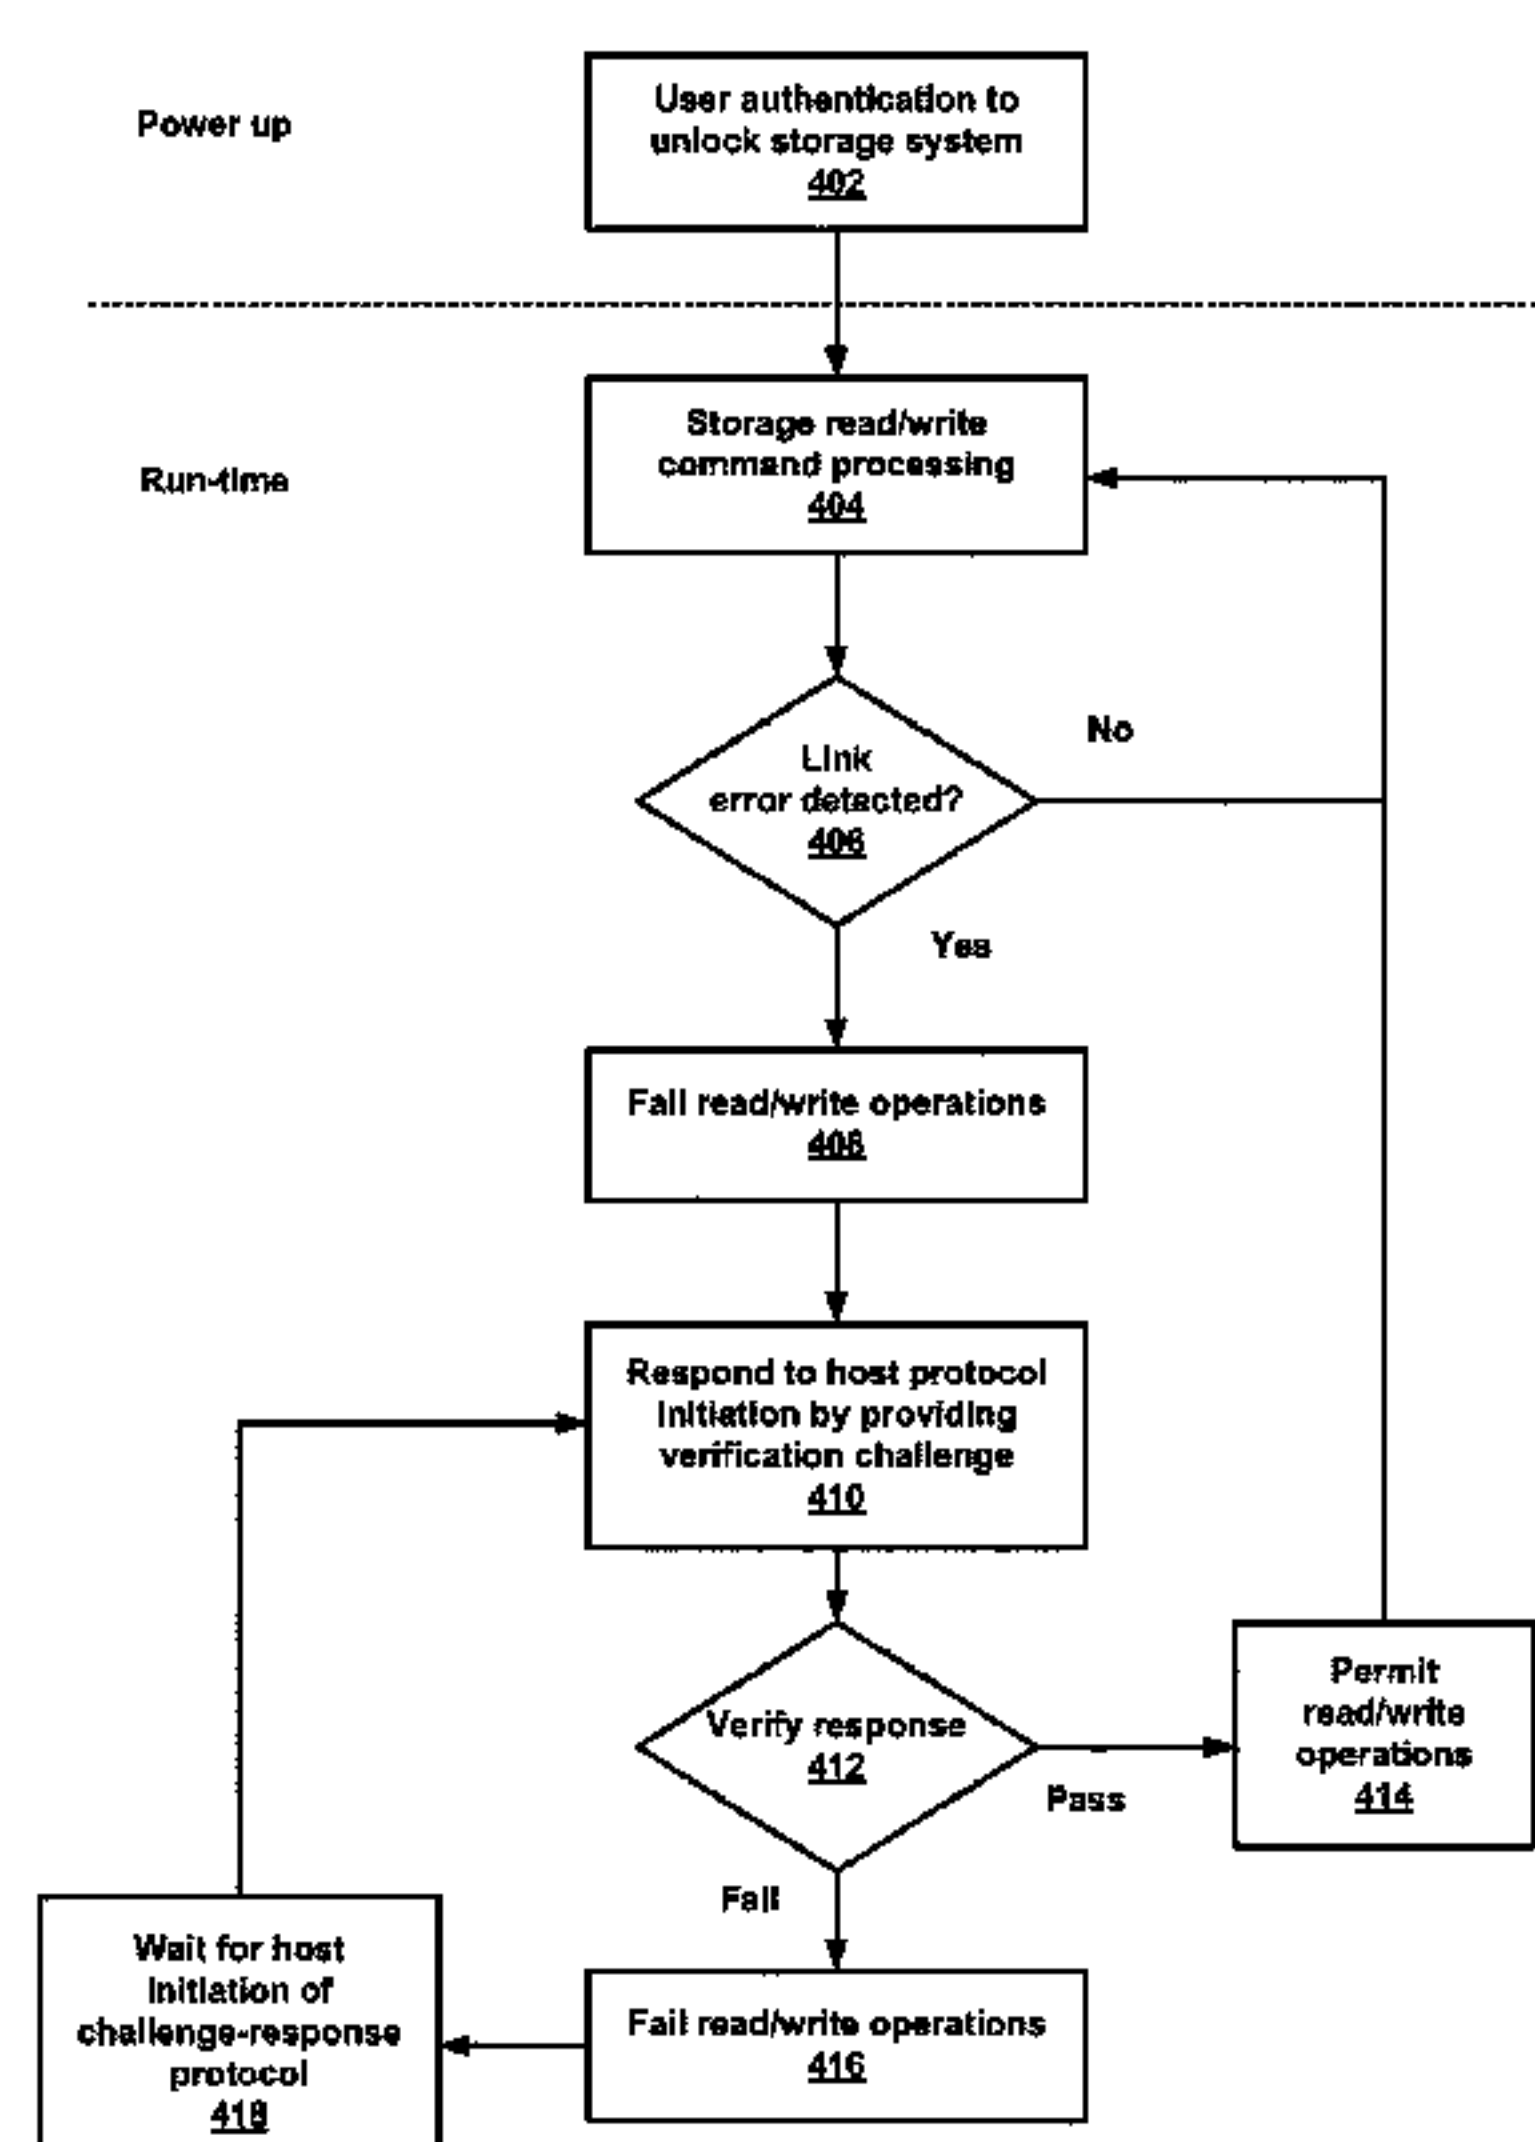 Power up
User authentication to
unlock storage system
402
Run-time
Storage read/write
command processing
404
Link
error detected?
406
No
Yes
Fail read/write operations
408
Respond to host protocol
initiation by providing
verification challenge
410
Verify response
412
Pass
Permit
read/write
operations
414
Fail
Wait for host
initiation of
challenge-response
protocol
418
Fail read/write operations
416